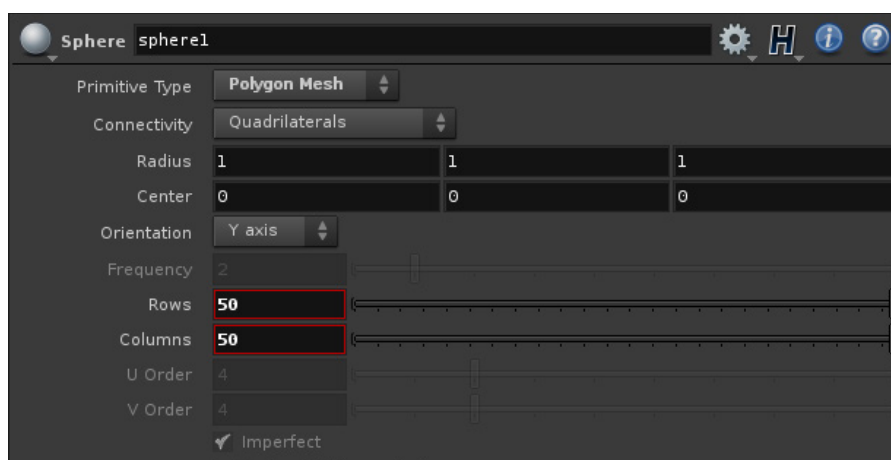 Sphere sphere1
Primitive Type Polygon Mesh
Connectivity Quadrilaterals
Radius 1 1 1
Center 0 0 0
Orientation Y axis
Frequency 2
Rows 50
Columns 50
U Order 4
V Order 4
Imperfect